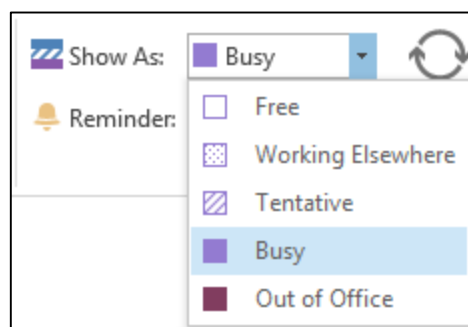 Show As: Busy
Reminder: Free
Working Elsewhere
Tentative
Busy
Out of Office